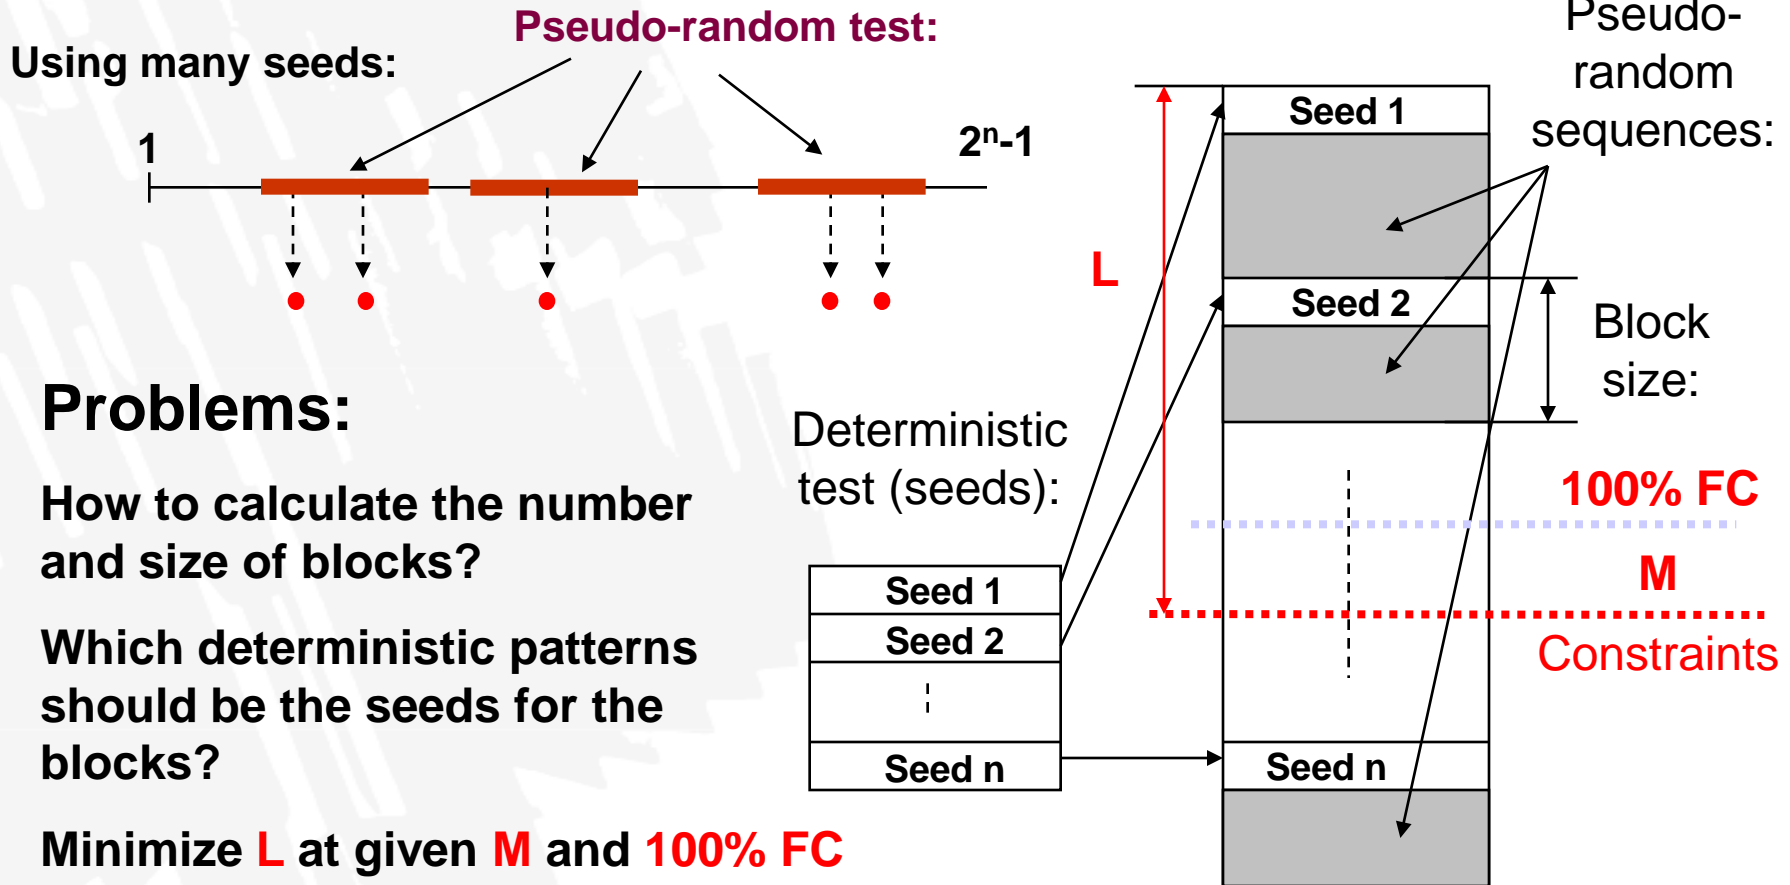 Pseudo-random test:
Using many seeds:
1
2ⁿ-1
Problems:
How to calculate the number
and size of blocks?
Which deterministic patterns
should be the seeds for the
blocks?
Minimize L at given M and 100% FC
Deterministic
test (seeds):
Seed 1
Seed 2
Seed n
L
Seed 1
Seed 2
Seed n
Pseudo-
random
sequences:
Block
size:
100% FC
M
Constraints